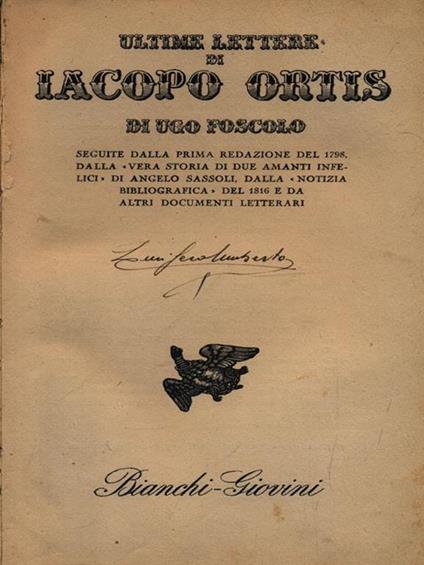 ULTIME LETTERE
DI
IACOPO ORTIS
DI UGO FOSCOLO
SEGUITE DALLA PRIMA REDAZIONE DEL 1798,
DALLA «VERA STORIA DI DUE AMANTI INFE-
LICI» DI ANGELO SASSOLI, DALLA «NOTIZIA
BIBLIOGRAFICA» DEL 1816 E DA
ALTRI DOCUMENTI LETTERARI
Bianchi-Giovini